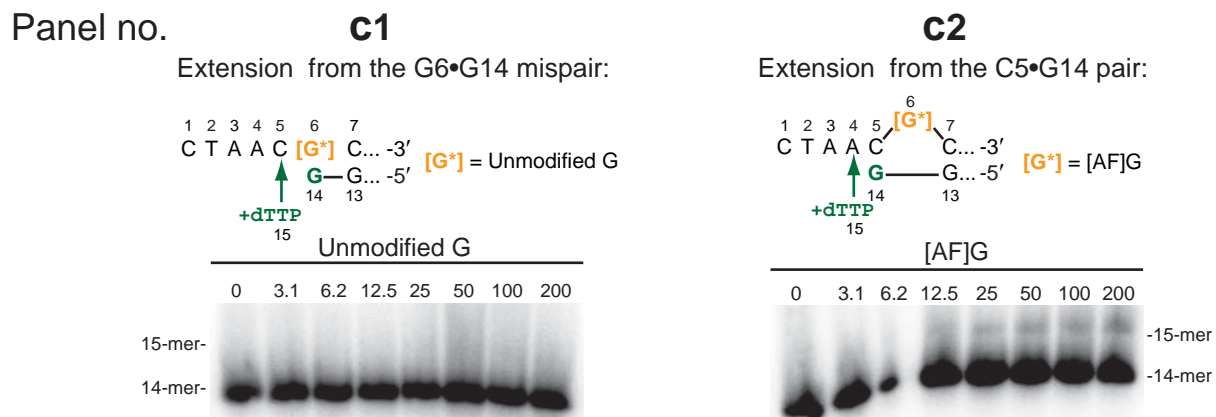 Panel no. c1 c2
Extension from the G6•G14 mispair:
1 2 3 4 5 6 7
C T A A C [G*] C... -3′
G—G... -5′
14 13
+dTTP
15
[G*] = Unmodified G
Unmodified G
0 3.1 6.2 12.5 25 50 100 200
15-mer-
14-mer-
Extension from the C5•G14 pair:
6
[G*]
1 2 3 4 5 7
C T A A C C... -3′
G G... -5′
14 13
+dTTP
15
[G*] = [AF]G
[AF]G
0 3.1 6.2 12.5 25 50 100 200
-15-mer
-14-mer